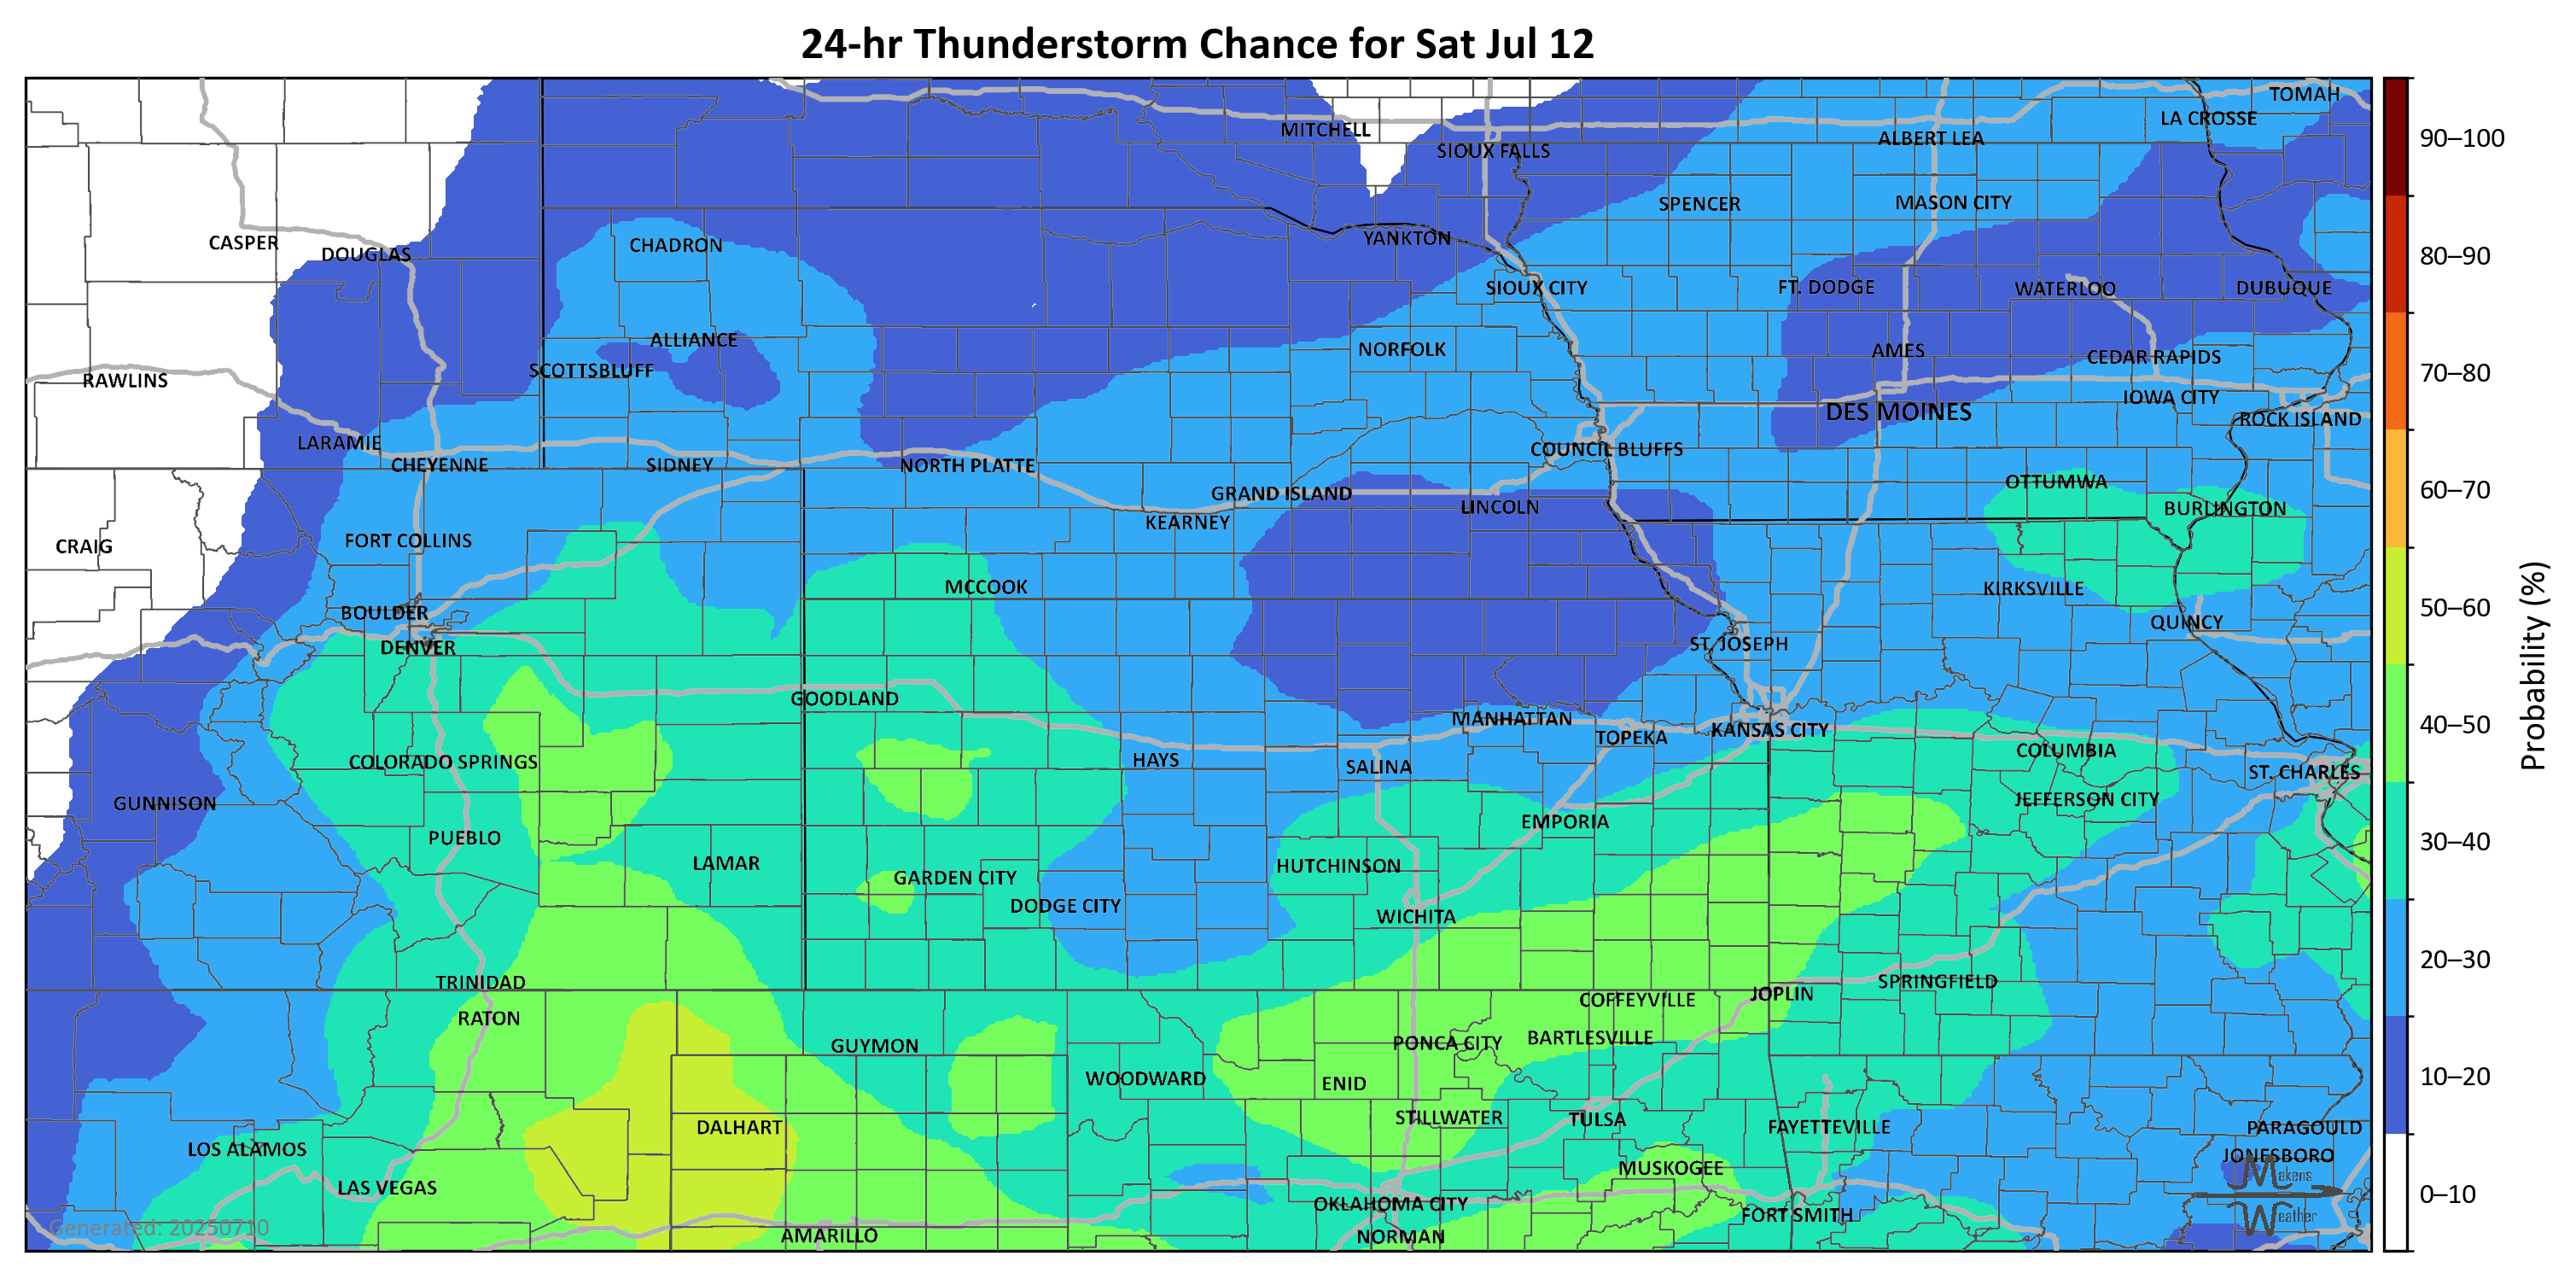 24-hr Thunderstorm Chance for Sat Jul 12
TOMAH
LA CROSSE
MITCHELL
ALBERT LEA
SIOUX FALLS
SPENCER
MASON CITY
CASPER
DOUGLAS
CHADRON
YANKTON
SIOUX CITY
FT. DODGE
WATERLOO
DUBUQUE
ALLIANCE
NORFOLK
AMES
CEDAR RAPIDS
SCOTTSBLUFF
RAWLINS
IOWA CITY
DES MOINES
ROCK ISLAND
LARAMIE
COUNCIL BLUFFS
CHEYENNE
SIDNEY
NORTH PLATTE
OTTUMWA
GRAND ISLAND
LINCOLN
BURLINGTON
KEARNEY
FORT COLLINS
CRAIG
MCCOOK
KIRKSVILLE
BOULDER
QUINCY
DENVER
ST. JOSEPH
GOODLAND
MANHATTAN
KANSAS CITY
TOPEKA
COLUMBIA
COLORADO SPRINGS
HAYS
SALINA
ST. CHARLES
GUNNISON
JEFFERSON CITY
EMPORIA
PUEBLO
LAMAR
HUTCHINSON
GARDEN CITY
DODGE CITY
WICHITA
TRINIDAD
SPRINGFIELD
COFFEYVILLE
JOPLIN
RATON
GUYMON
PONCA CITY
BARTLESVILLE
WOODWARD
ENID
STILLWATER
TULSA
DALHART
FAYETTEVILLE
PARAGOULD
LOS ALAMOS
JONESBORO
MUSKOGEE
LAS VEGAS
OKLAHOMA CITY
FORT SMITH
AMARILLO
NORMAN
Generated: 20250710
Makens
Weather
90–100
80–90
70–80
60–70
50–60
40–50
30–40
20–30
10–20
0–10
Probability (%)